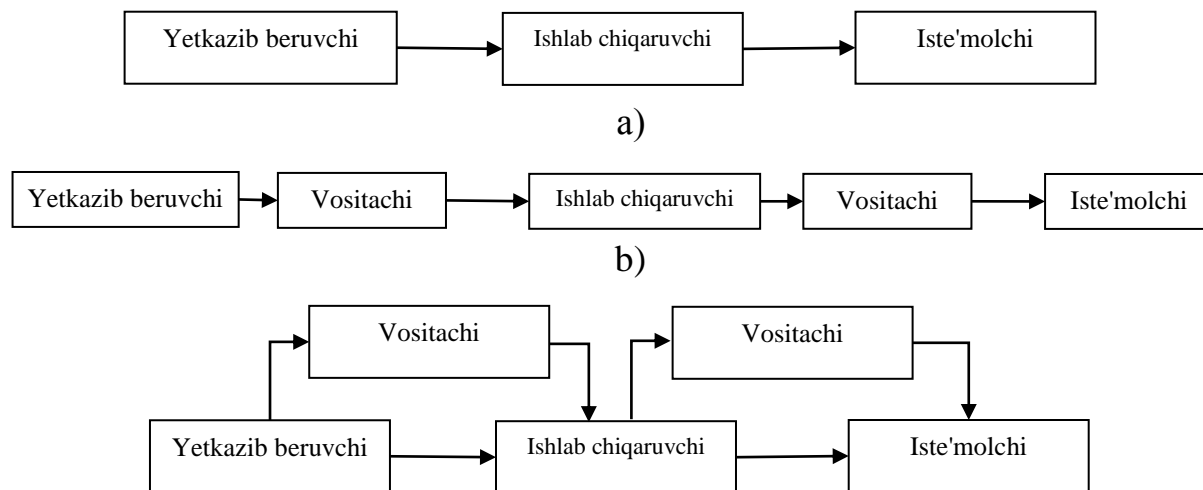 Yetkazib beruvchi
Ishlab chiqaruvchi
Iste'molchi
a)
Yetkazib beruvchi
Vositachi
Ishlab chiqaruvchi
Vositachi
Iste'molchi
b)
Vositachi
Vositachi
Yetkazib beruvchi
Ishlab chiqaruvchi
Iste'molchi